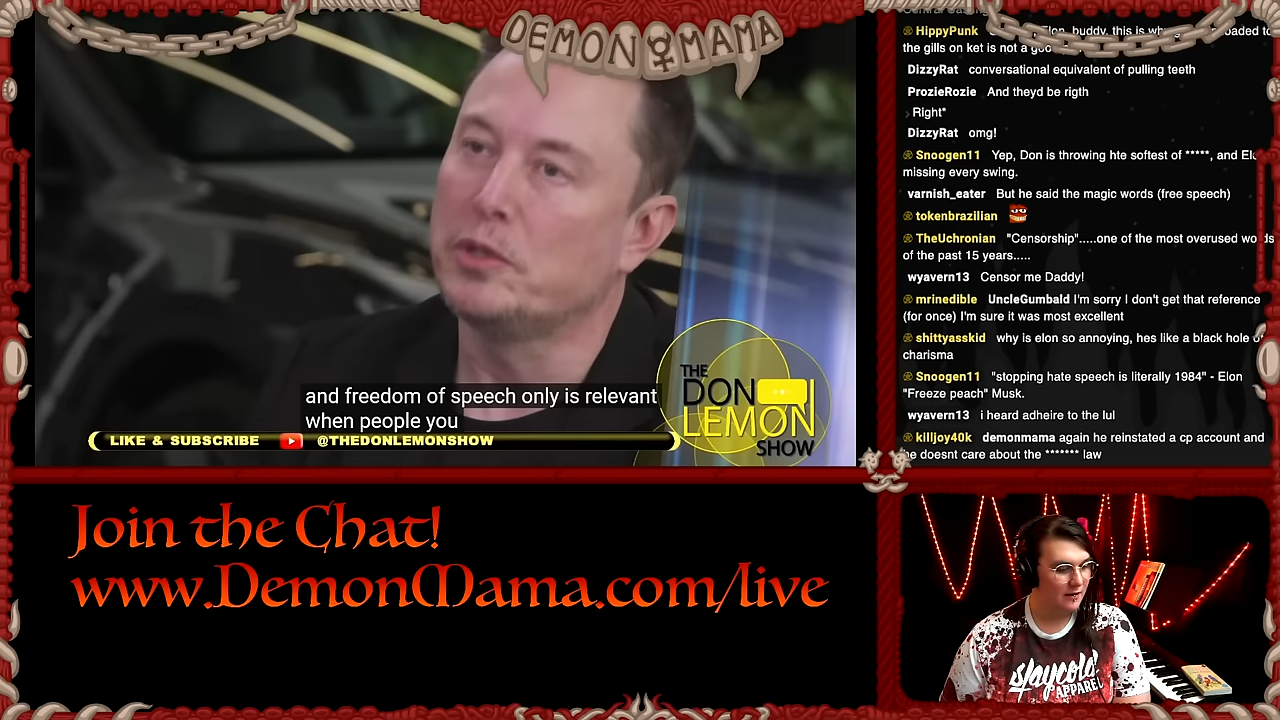 DEMON MAMA
HippyPunk
buddy, this is
the gills on ket is not a
DizzyRat conversational equivalent of pulling teeth
ProzieRozie And theyd be rigth
Right*
DizzyRat omg!
Snoogen11 Yep, Don is throwing hte softest of *****, and
missing every swing.
varnish_eater But he said the magic words (free speech)
tokenbrazilian
TheUchronian "Censorship".....one of the most overused
of the past 15 years.....
wyavern13 Censor me Daddy!
mrinedible UncleGumbald I'm sorry I don't get that reference
(for once) I'm sure it was most excellent
shittyasskid why is elon so annoying, hes like a black hole
charisma
Snoogen11 "stopping hate speech is literally 1984" - Elon
"Freeze peach" Musk.
wyavern13 i heard adheire to the lul
killjoy40k demonmama again he reinstated a cp account and
he doesnt care about the ******* law
and freedom of speech only is relevant
when people you
LIKE & SUBSCRIBE @THEDONLEMONSHOW
THE
DON
LEMON
SHOW
Join the Chat!
www.DemonMama.com/live
slaycold
APPAREL